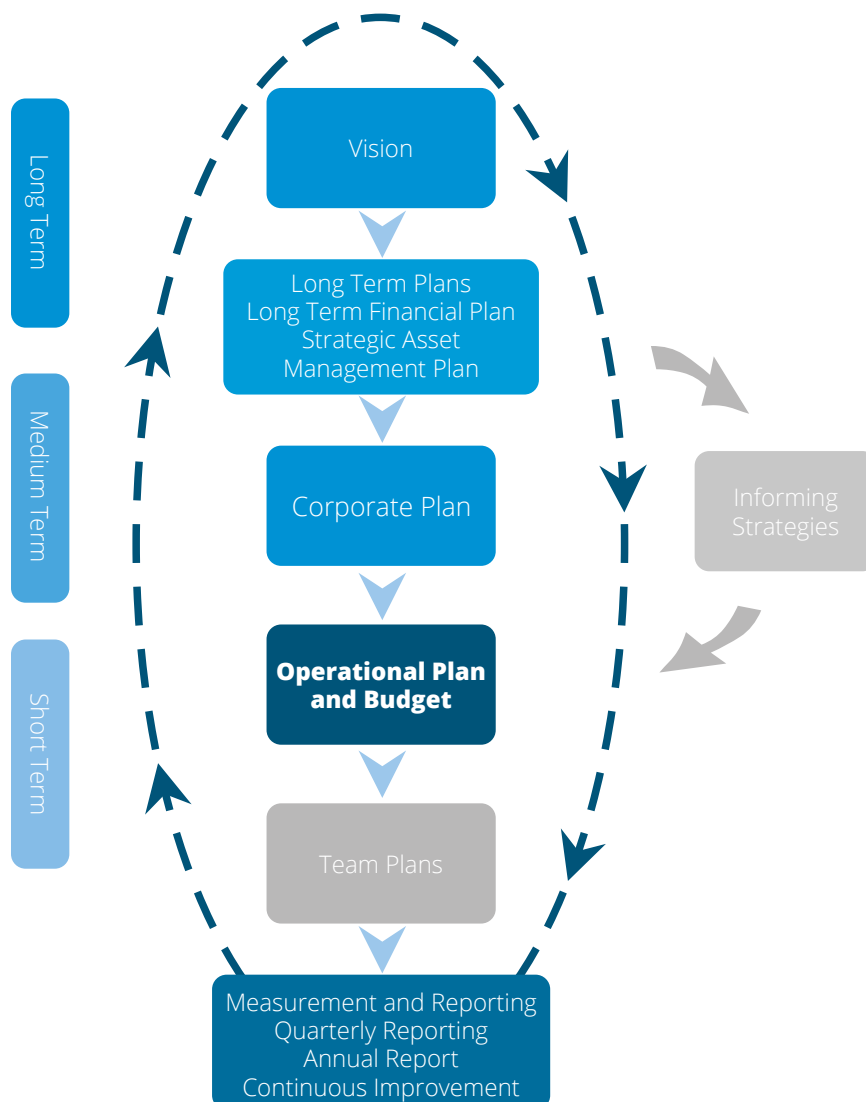 Long Term
Medium Term
Short Term
Vision
Long Term Plans
Long Term Financial Plan
Strategic Asset
Management Plan
Corporate Plan
Operational Plan
and Budget
Team Plans
Measurement and Reporting
Quarterly Reporting
Annual Report
Continuous Improvement
Informing
Strategies